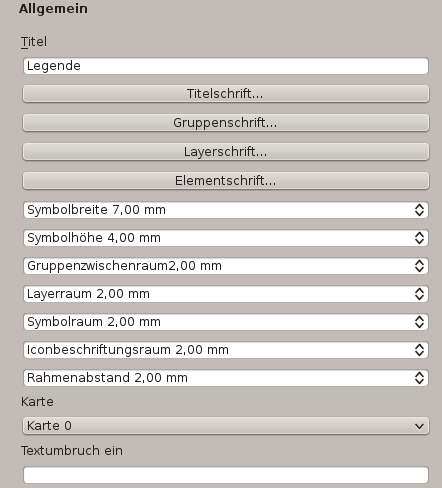 Allgemein
Titel
Legende
Titelschrift...
Gruppenschrift...
Layerschrift...
Elementschrift...
Symbolbreite 7,00 mm
Symbolhöhe 4,00 mm
Gruppenzwischenraum2,00 mm
Layerraum 2,00 mm
Symbolraum 2,00 mm
Iconbeschriftungsraum 2,00 mm
Rahmenabstand 2,00 mm
Karte
Karte 0
Textumbruch ein